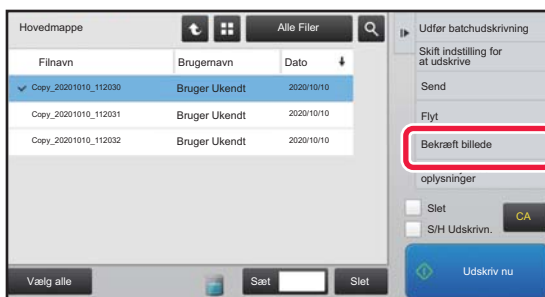 Hovedmappe
Alle Filer
Filnavn
Brugernavn
Dato
Copy_20201010_112030
Bruger Ukendt
2020/10/10
Copy_20201010_112031
Bruger Ukendt
2020/10/10
Copy_20201010_112032
Bruger Ukendt
2020/10/10
Vælg alle
Sæt
Slet
Udfør batchudskrivning
Skift indstilling for
at udskrive
Send
Flyt
Bekræft billede
oplysninger
Slet
S/H Udskrivn.
CA
Udskriv nu